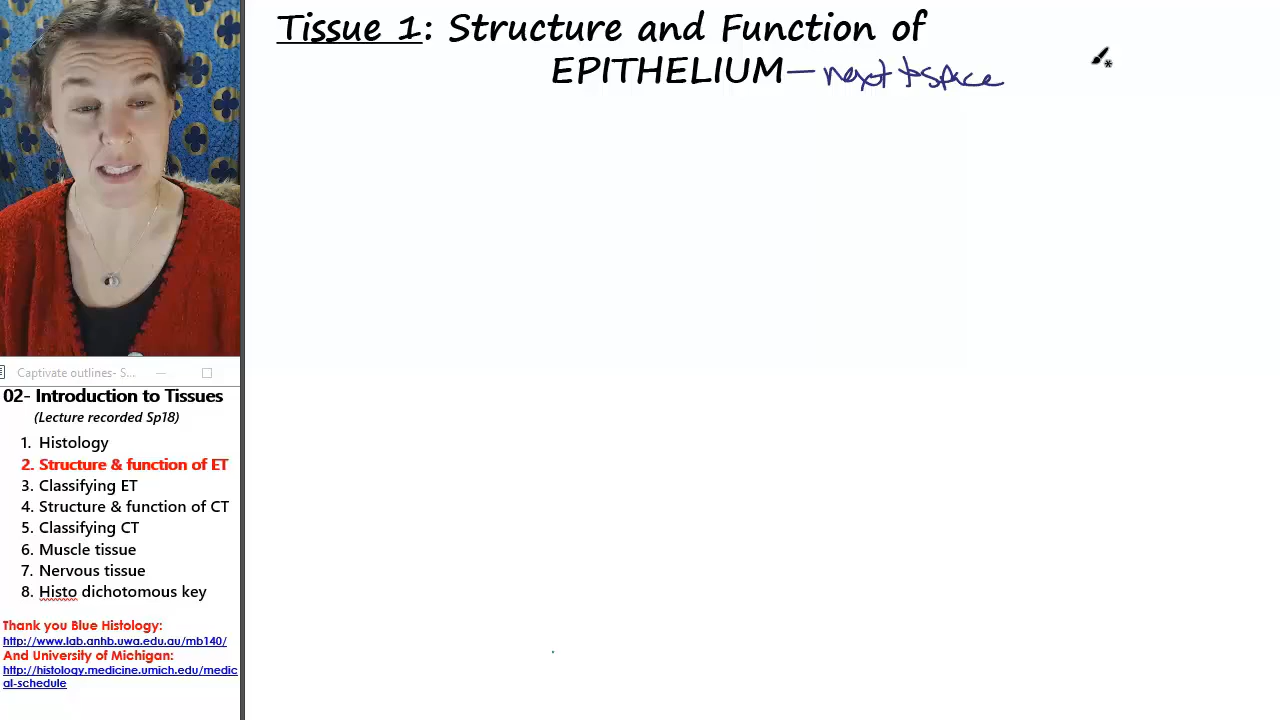 Tissue 1: Structure and Function of
EPITHELIUM — next to space
Captivate outlines- S...
02- Introduction to Tissues
(Lecture recorded Sp18)
1. Histology
2. Structure & function of ET
3. Classifying ET
4. Structure & function of CT
5. Classifying CT
6. Muscle tissue
7. Nervous tissue
8. Histo dichotomous key
Thank you Blue Histology:
http://www.lab.anhb.uwa.edu.au/mb140/
And University of Michigan:
http://histology.medicine.umich.edu/medic
al-schedule